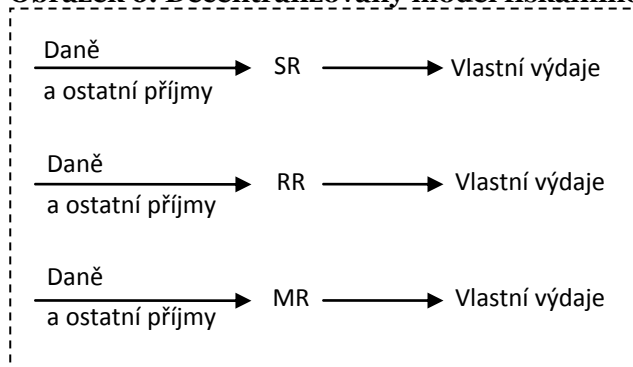 Daně
a ostatní příjmy
SR
Vlastní výdaje
Daně
a ostatní příjmy
RR
Vlastní výdaje
Daně
a ostatní příjmy
MR
Vlastní výdaje